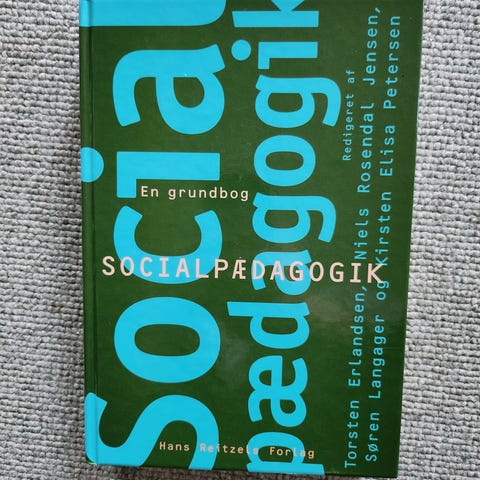 Social
pædagogik
Redigeret af
Torsten Erlandsen, Niels Rosendal Jensen,
Søren Langager og Kirsten Elisa Petersen
En grundbog
SOCIALPÆDAGOGIK
Hans Reitzels Forlag